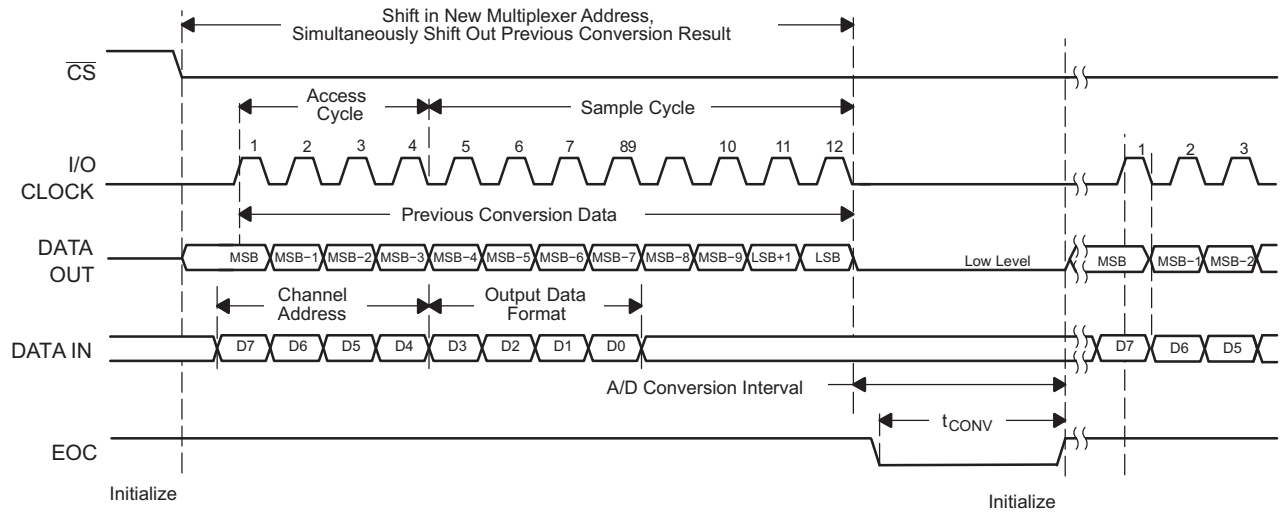 Shift in New Multiplexer Address,
Simultaneously Shift Out Previous Conversion Result
CS
Access
Cycle
Sample Cycle
1 2 3 4 5 6 7 89 10 11 12 1 2 3
I/O
CLOCK
Previous Conversion Data
DATA
OUT
MSB MSB−1 MSB−2 MSB−3 MSB−4 MSB−5 MSB−6 MSB−7 MSB−8 MSB−9 LSB+1 LSB Low Level MSB MSB−1 MSB−2
Channel
Address
Output Data
Format
DATA IN
D7 D6 D5 D4 D3 D2 D1 D0 D7 D6 D5
A/D Conversion Interval
tCONV
EOC
Initialize
Initialize